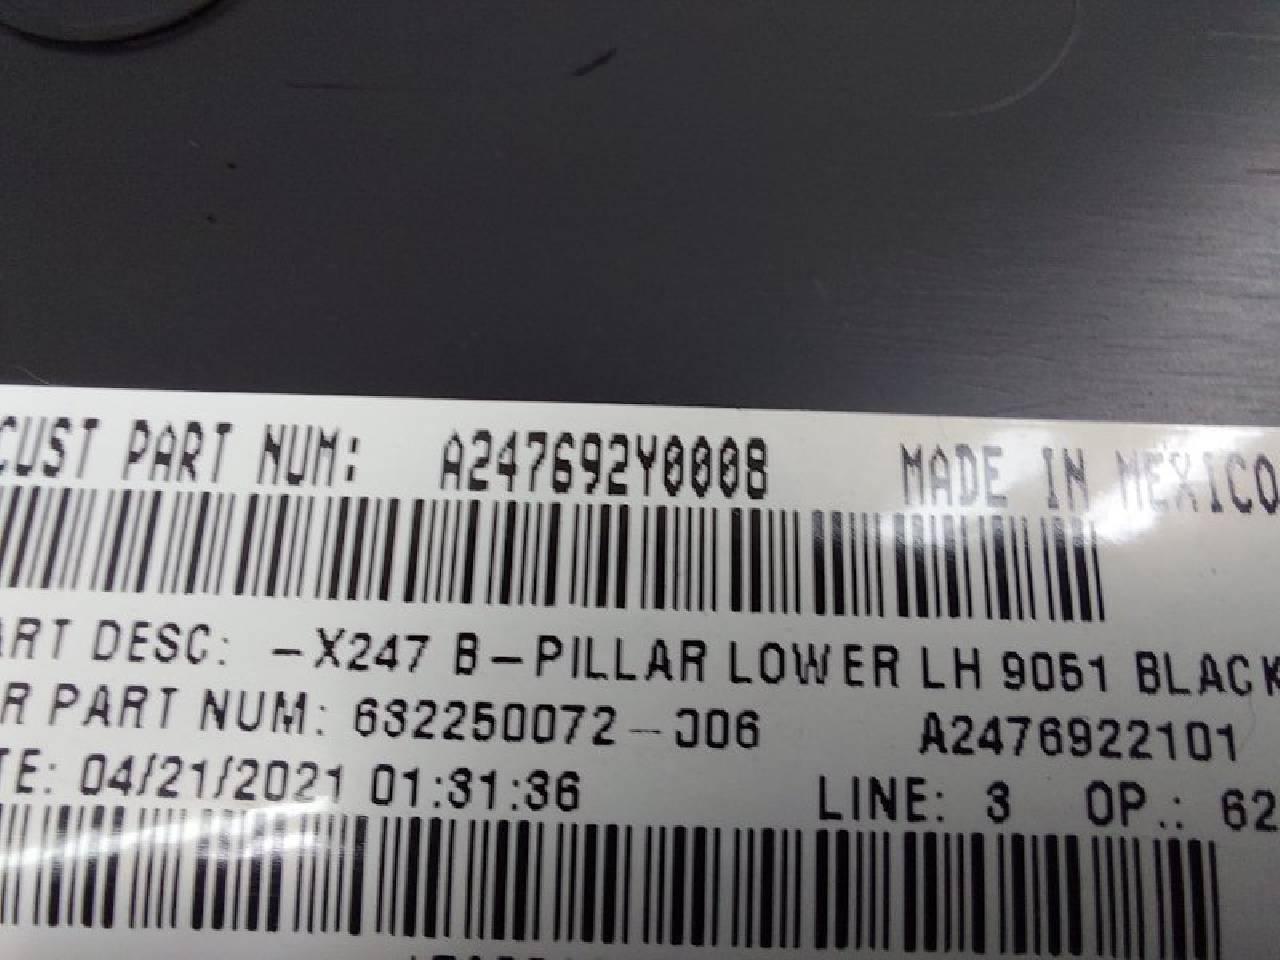 CUST PART NUM: A247692Y0008 MADE IN MEXICO
ART DESC: -X247 B-PILLAR LOWER LH 9051 BLACK
R PART NUM: 632250072-006 A2476922101
TE: 04/21/2021 01:31:36 LINE: 3 OP.: 62